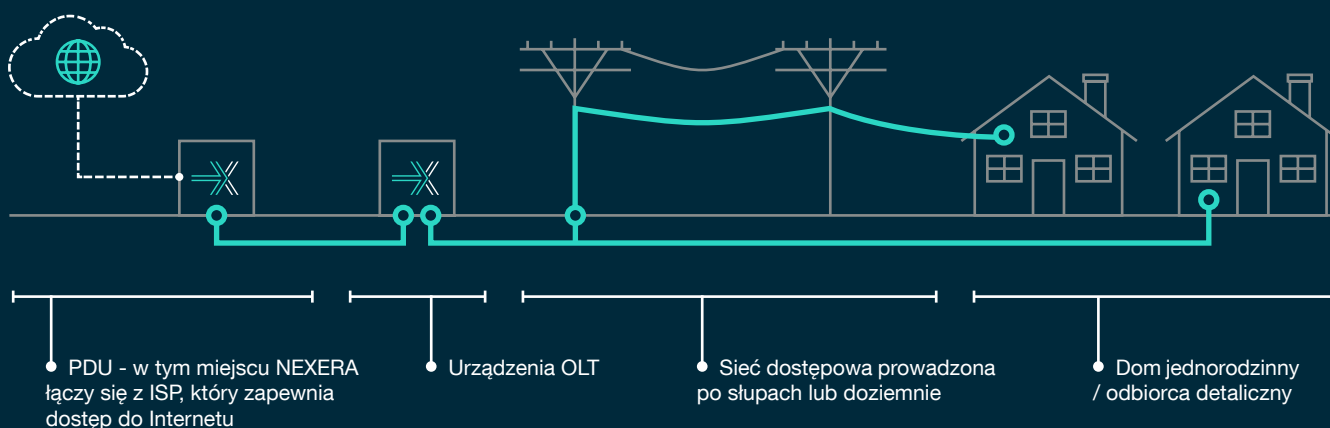 PDU - w tym miejscu NEXERA
łączy się z ISP, który zapewnia
dostęp do Internetu
Urządzenia OLT
Sieć dostępowa prowadzona
po słupach lub doziemnie
Dom jednorodzinny
/ odbiorca detaliczny